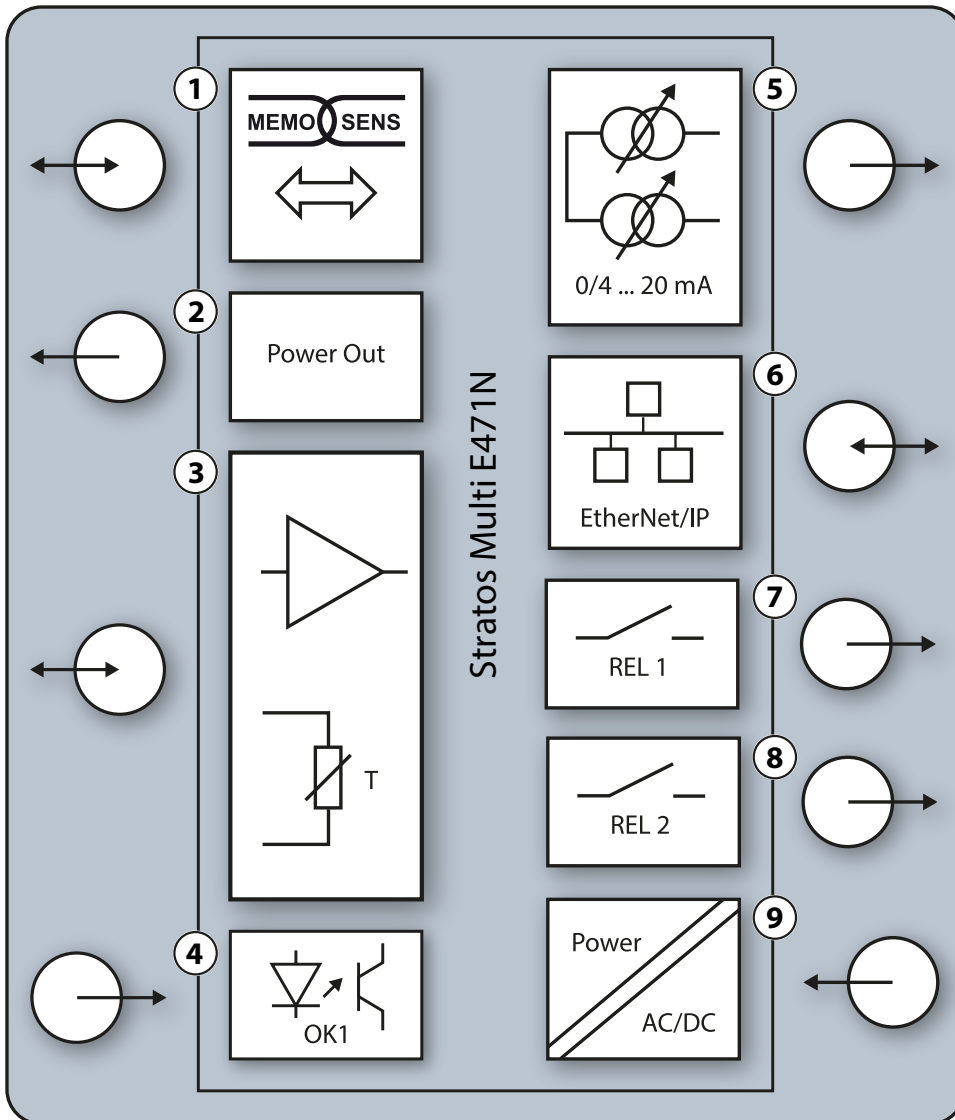 1
MEMO SENS
2
Power Out
3
T
4
OK1
Stratos Multi E471N
5
0/4 ... 20 mA
6
EtherNet/IP
7
REL 1
8
REL 2
9
Power
AC/DC